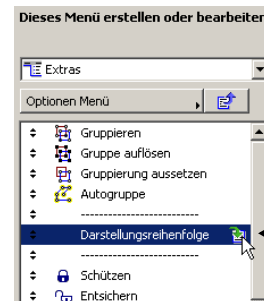 Dieses Menü erstellen oder bearbeiten
Extras
Optionen Menü
Gruppieren
Gruppe auflösen
Gruppierung aussetzen
Autogruppe
-------------------------
Darstellungsreihenfolge
-------------------------
Schützen
Entsichern